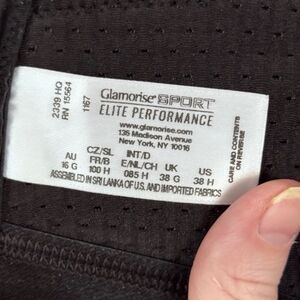 Glamorise® SPORT
ELITE PERFORMANCE
www.glamorise.com
135 Madison Avenue
New York, NY 10016
CZ/SL INT/D
AU FR/B E/NL/CH UK US
16 G 100 H 085 H 38 G 38 H
ASSEMBLED IN SRI LANKA OF U.S. AND IMPORTED FABRICS
2339 HQ
RN 15564
1167
CARE AND CONTENTS
ON REVERSE